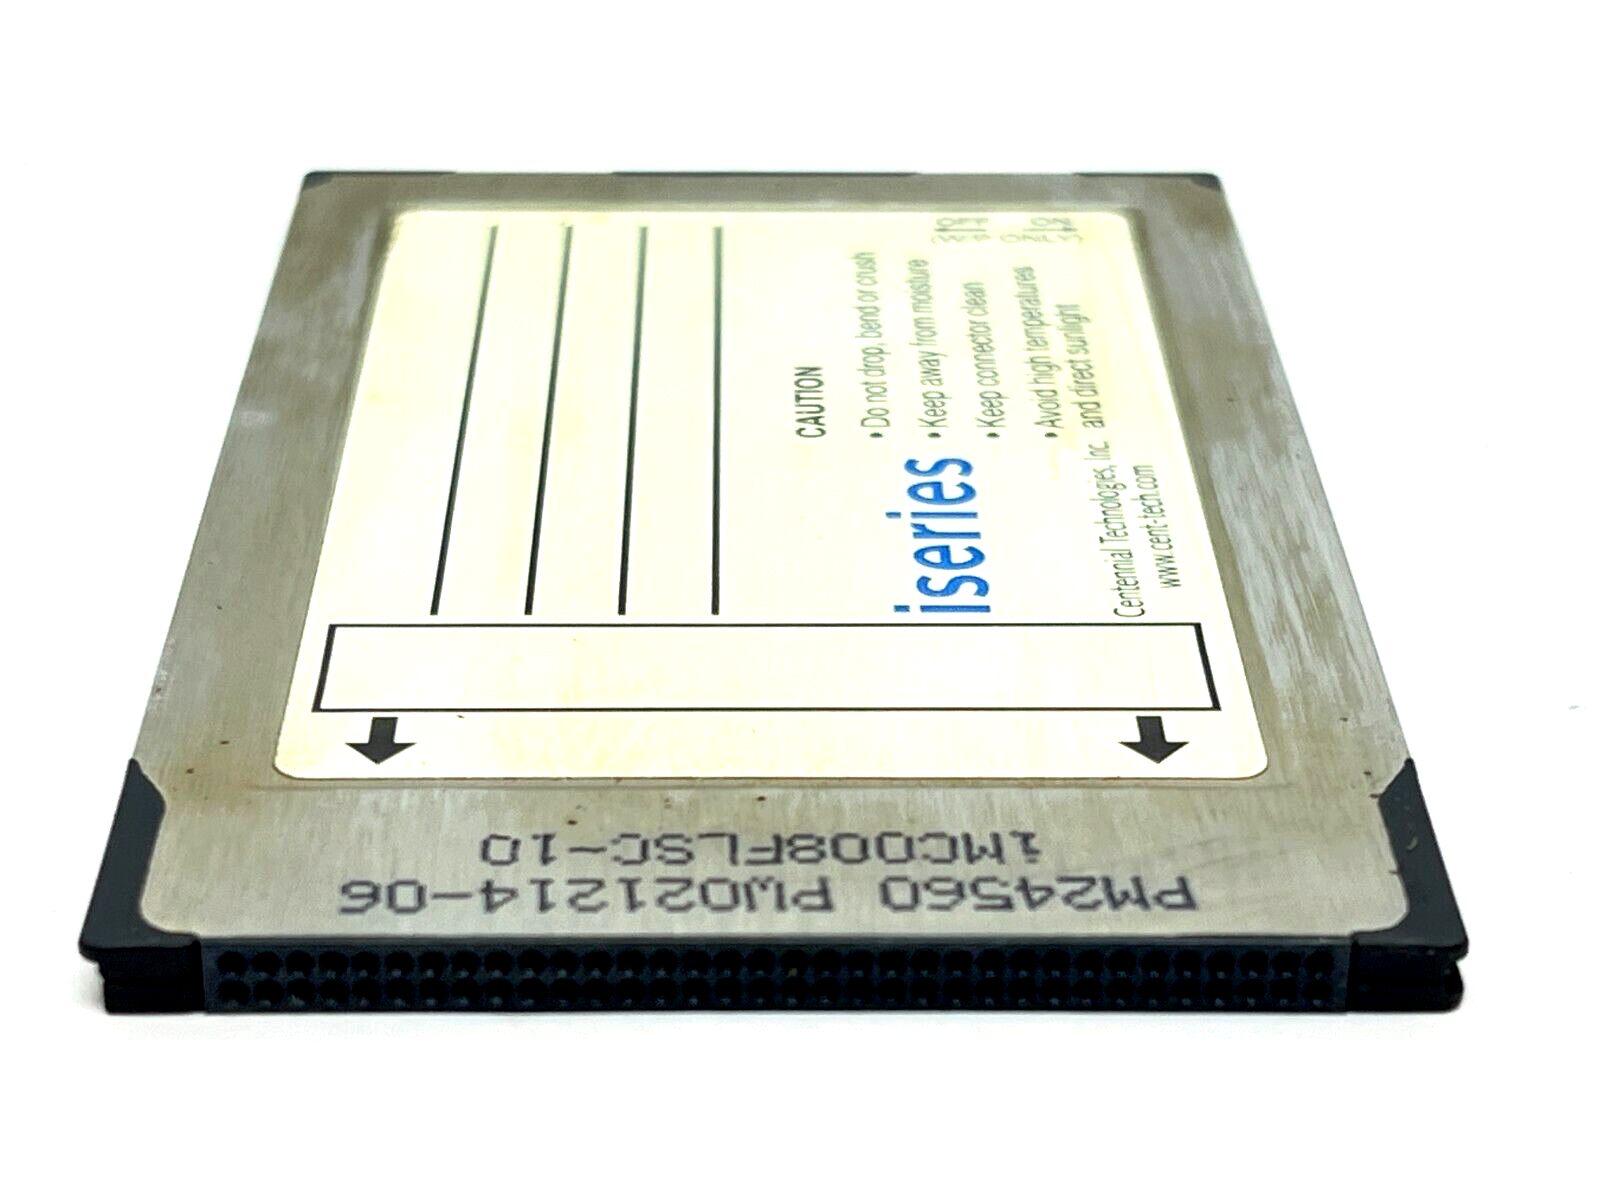 CAUTION
• Do not drop, bend or crush
• Keep away from moisture
• Keep connector clean
• Avoid high temperatures
and direct sunlight
iseries
Centennial Technologies, Inc.
www.cent-tech.com
PM24560 PW021214-06
iMC008FLSC-10